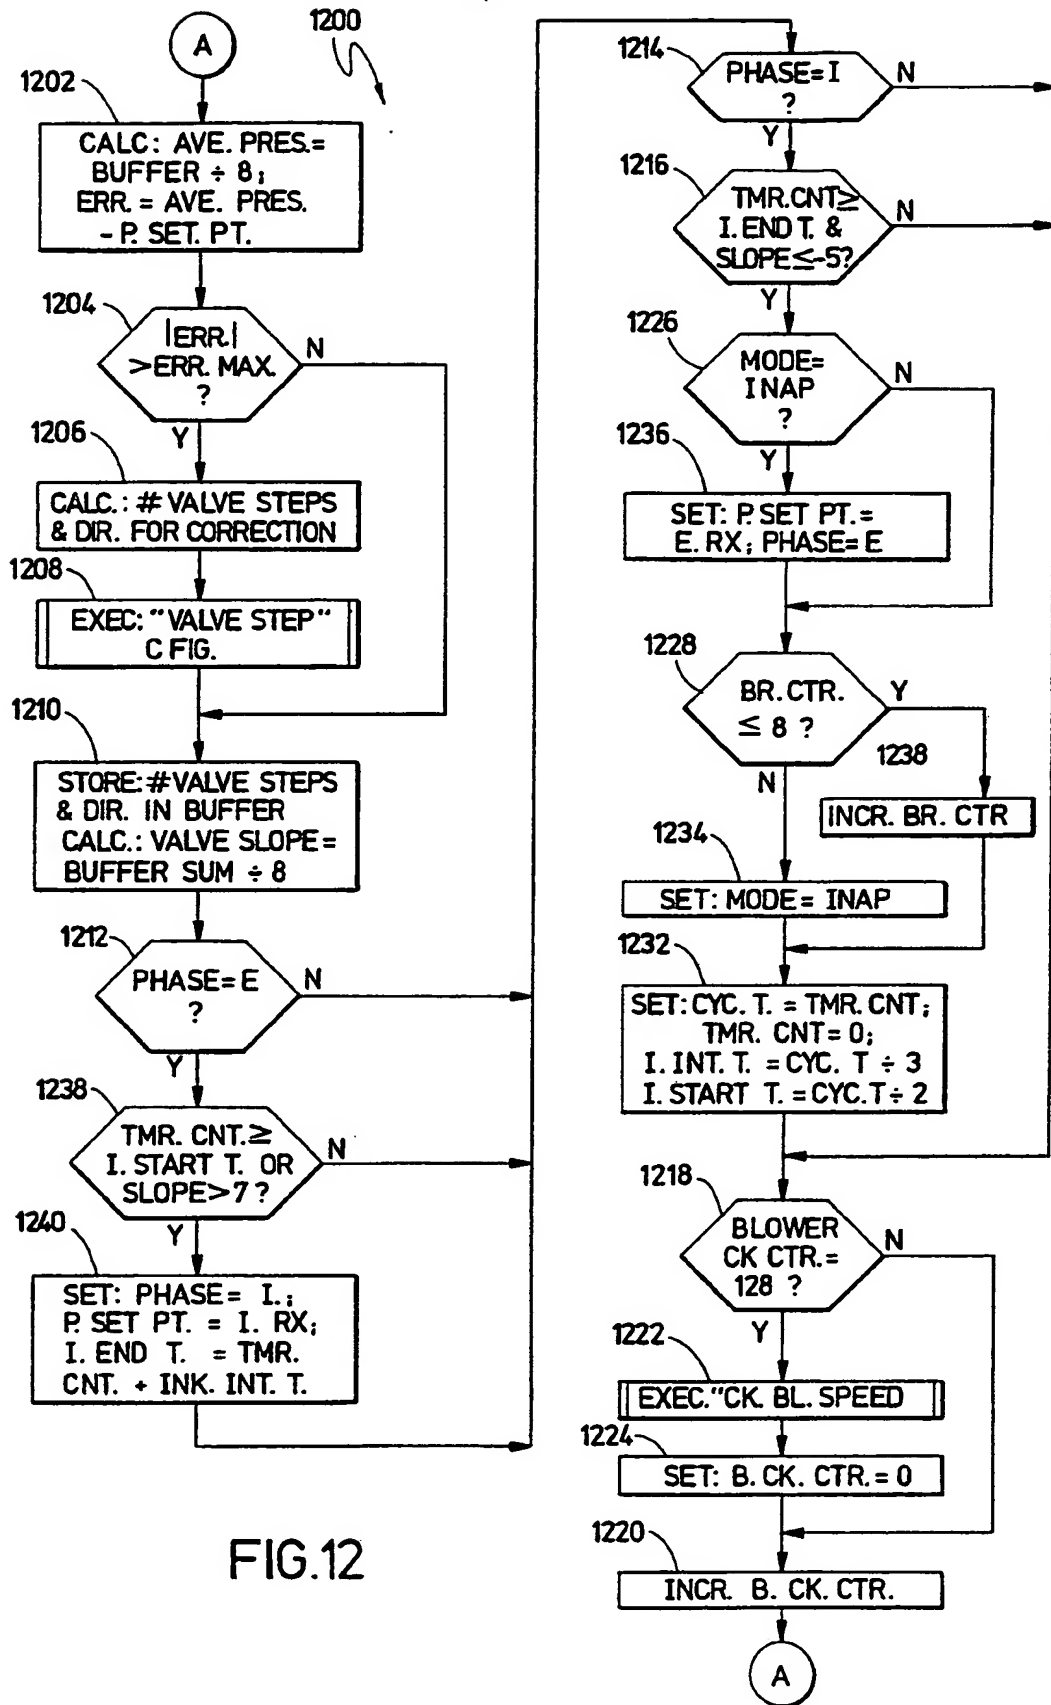 1200
A
1202
CALC: AVE. PRES.=
BUFFER ÷ 8;
ERR. = AVE. PRES.
- P. SET. PT.
1204
|ERR.|
>ERR. MAX.
?
N
Y
1206
CALC.: # VALVE STEPS
& DIR. FOR CORRECTION
1208
EXEC: "VALVE STEP"
C FIG.
1210
STORE: # VALVE STEPS
& DIR. IN BUFFER
CALC.: VALVE SLOPE=
BUFFER SUM ÷ 8
1212
PHASE=E
?
N
Y
1238
TMR. CNT.≥
I. START T. OR
SLOPE>7 ?
N
Y
1240
SET: PHASE= I.;
P. SET PT. = I. RX;
I. END T. = TMR.
CNT. + INK. INT. T.
1214
PHASE= I
?
N
Y
1216
TMR. CNT≥
I. END T. &
SLOPE≤-5?
N
Y
1226
MODE=
INAP
?
N
Y
1236
SET: P. SET PT.=
E. RX; PHASE= E
1228
BR. CTR.
≤ 8 ?
Y
N
1238
INCR. BR. CTR
1234
SET: MODE= INAP
1232
SET: CYC. T. = TMR. CNT;
TMR. CNT=0;
I. INT. T. =CYC. T ÷ 3
I. START T. =CYC.T÷ 2
1218
BLOWER
CK CTR.=
128 ?
N
Y
1222
EXEC."CK. BL. SPEED
1224
SET: B. CK. CTR.= 0
1220
INCR. B. CK. CTR.
A
FIG.12